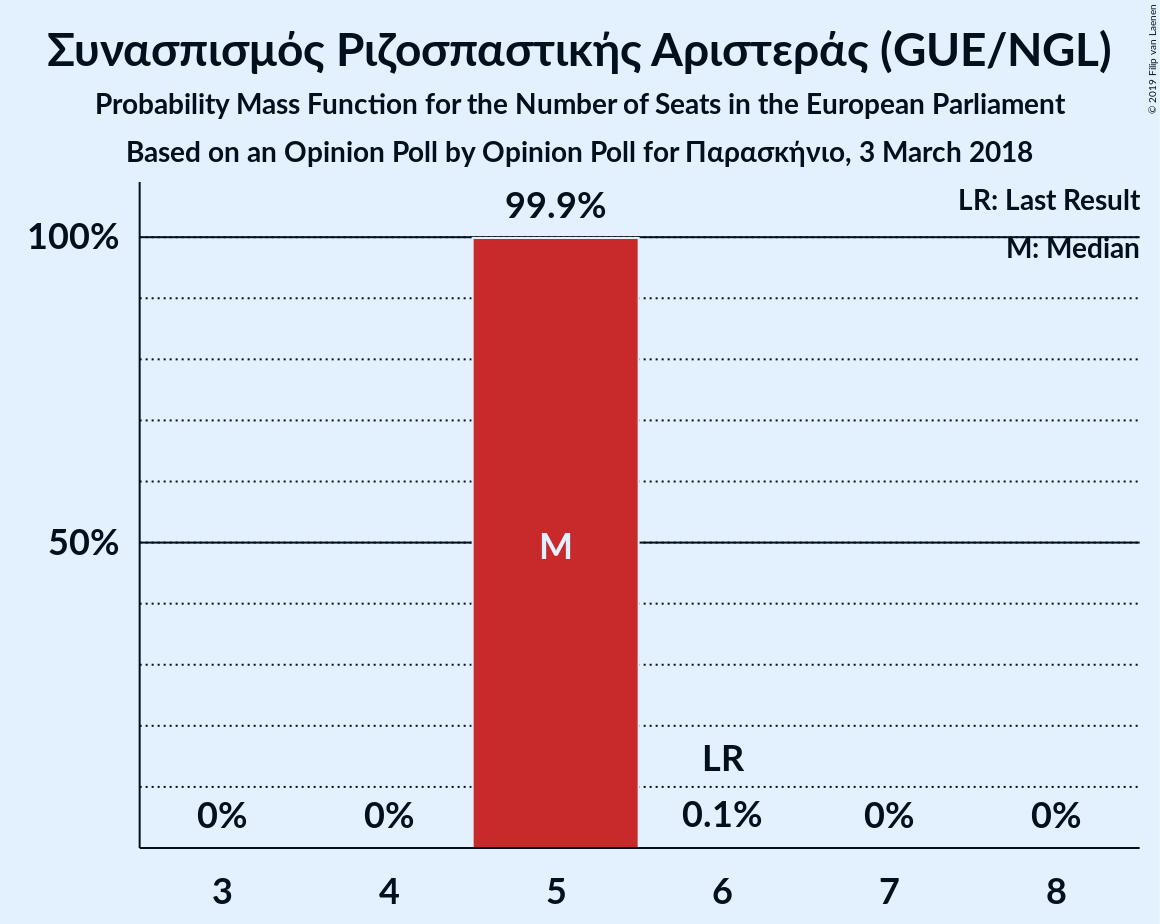 Συνασπισμός Ριζοσπαστικής Αριστεράς (GUE/NGL)
Probability Mass Function for the Number of Seats in the European Parliament
Based on an Opinion Poll by Opinion Poll for Παρασκήνιο, 3 March 2018
© 2019 Filip van Laenen
LR: Last Result
M: Median
99.9%
100%
50%
M
LR
0%
0%
0.1%
0%
0%
3
4
5
6
7
8